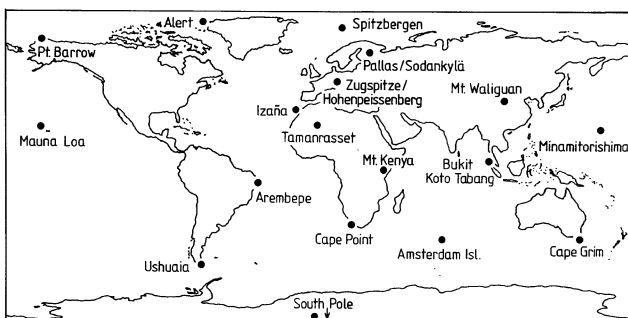 Alert
Spitzbergen
Pt. Barrow
Pallas/Sodankylä
Zugspitze/
Hohenpeissenberg
Mt. Waliguan
Izaña
Mauna Loa
Tamanrasset
Minamitorishima
Mt. Kenya
Bukit
Koto Tabang
Arembepe
Cape Point
Amsterdam Isl.
Cape Grim
Ushuaia
South Pole